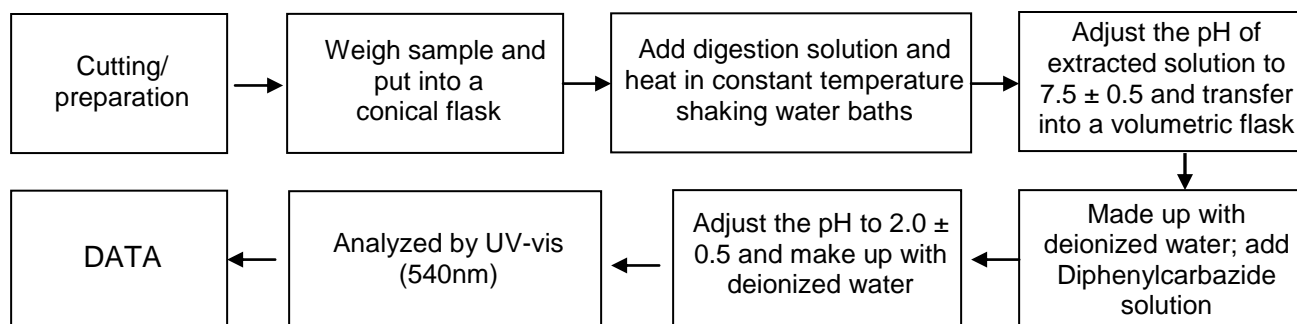 Cutting/
preparation
Weigh sample and
put into a
conical flask
Add digestion solution and
heat in constant temperature
shaking water baths
Adjust the pH of
extracted solution to
7.5 ± 0.5 and transfer
into a volumetric flask
Made up with
deionized water; add
Diphenylcarbazide
solution
Adjust the pH to 2.0 ±
0.5 and make up with
deionized water
Analyzed by UV-vis
(540nm)
DATA